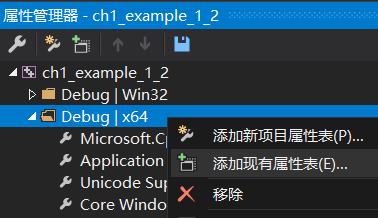 属性管理器 - ch1_example_1_2
ch1_example_1_2
Debug | Win32
Debug | x64
Microsoft.Cp
Application
Unicode Sup
Core Window
添加新项目属性表(P)...
添加现有属性表(E)...
移除